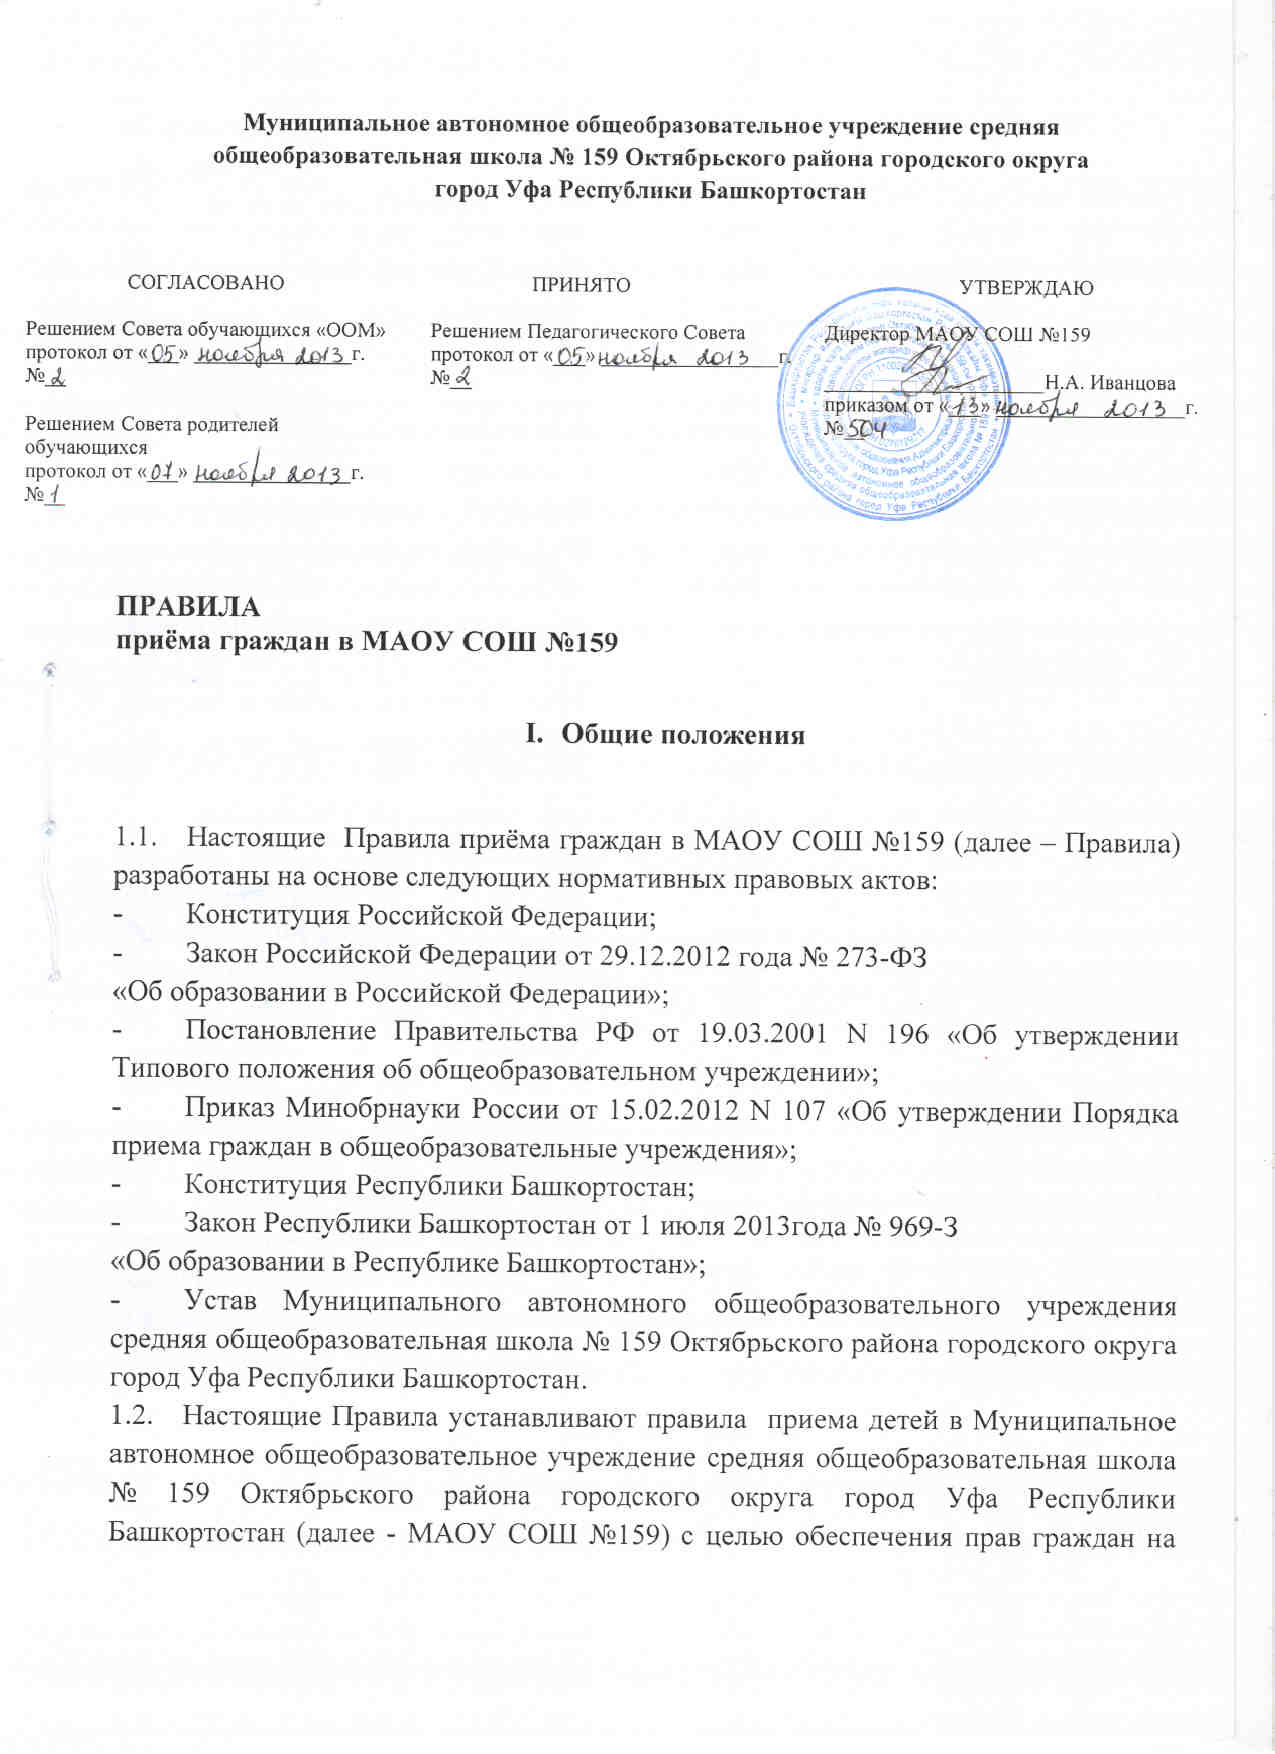 Муниципальное автономное общеобразовательное учреждение средняя
общеобразовательная школа № 159 Октябрьского района городского округа
город Уфа Республики Башкортостан
СОГЛАСОВАНО
Решением Совета обучающихся «ООМ»
протокол от «05» ноября 2013 г.
№ 2
Решением Совета родителей
обучающихся
протокол от «07» ноября 2013 г.
№ 1
ПРИНЯТО
Решением Педагогического Совета
протокол от «05» ноября 2013 г.
№ 2
УТВЕРЖДАЮ
Директор МАОУ СОШ №159
Н.А. Иванцова
приказом от «13» ноября 2013 г.
№ 504
ПРАВИЛА
приёма граждан в МАОУ СОШ №159
I. Общие положения
1.1. Настоящие Правила приёма граждан в МАОУ СОШ №159 (далее – Правила)
разработаны на основе следующих нормативных правовых актов:
- Конституция Российской Федерации;
- Закон Российской Федерации от 29.12.2012 года № 273-ФЗ
«Об образовании в Российской Федерации»;
- Постановление Правительства РФ от 19.03.2001 N 196 «Об утверждении
Типового положения об общеобразовательном учреждении»;
- Приказ Минобрнауки России от 15.02.2012 N 107 «Об утверждении Порядка
приема граждан в общеобразовательные учреждения»;
- Конституция Республики Башкортостан;
- Закон Республики Башкортостан от 1 июля 2013года № 969-З
«Об образовании в Республике Башкортостан»;
- Устав Муниципального автономного общеобразовательного учреждения
средняя общеобразовательная школа № 159 Октябрьского района городского округа
город Уфа Республики Башкортостан.
1.2. Настоящие Правила устанавливают правила приема детей в Муниципальное
автономное общеобразовательное учреждение средняя общеобразовательная школа
№ 159 Октябрьского района городского округа город Уфа Республики
Башкортостан (далее - МАОУ СОШ №159) с целью обеспечения прав граждан на